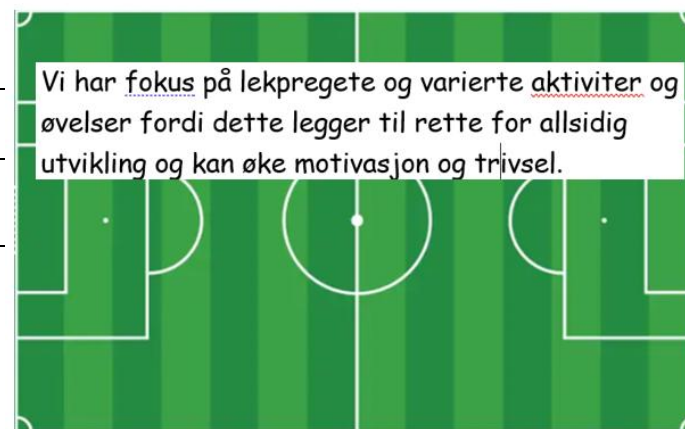 Vi har fokus på lekpregete og varierte aktiviter og
øvelser fordi dette legger til rette for allsidig
utvikling og kan øke motivasjon og trivsel.